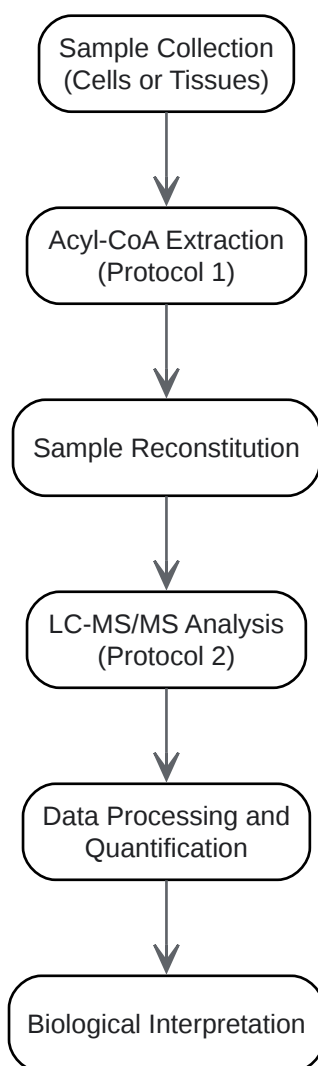 Sample Collection
(Cells or Tissues)
Acyl-CoA Extraction
(Protocol 1)
Sample Reconstitution
LC-MS/MS Analysis
(Protocol 2)
Data Processing and
Quantification
Biological Interpretation